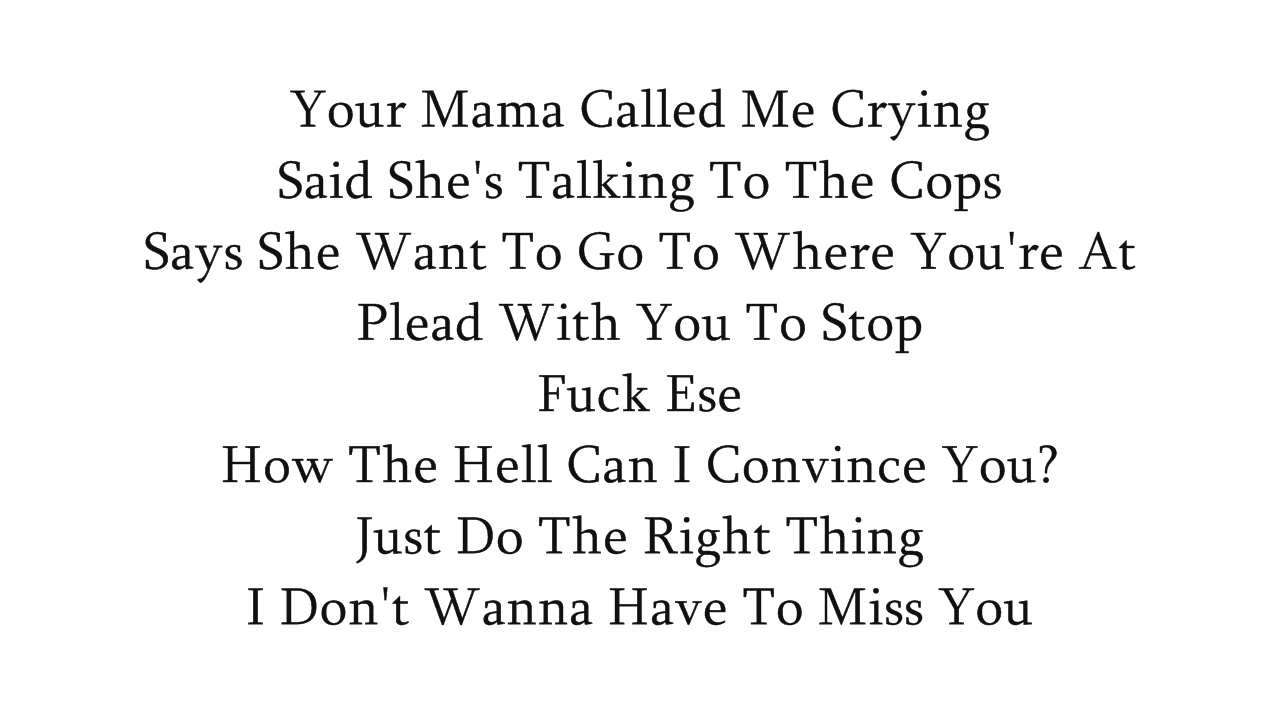 Your Mama Called Me Crying
Said She's Talking To The Cops
Says She Want To Go To Where You're At
Plead With You To Stop
Fuck Ese
How The Hell Can I Convince You?
Just Do The Right Thing
I Don't Wanna Have To Miss You